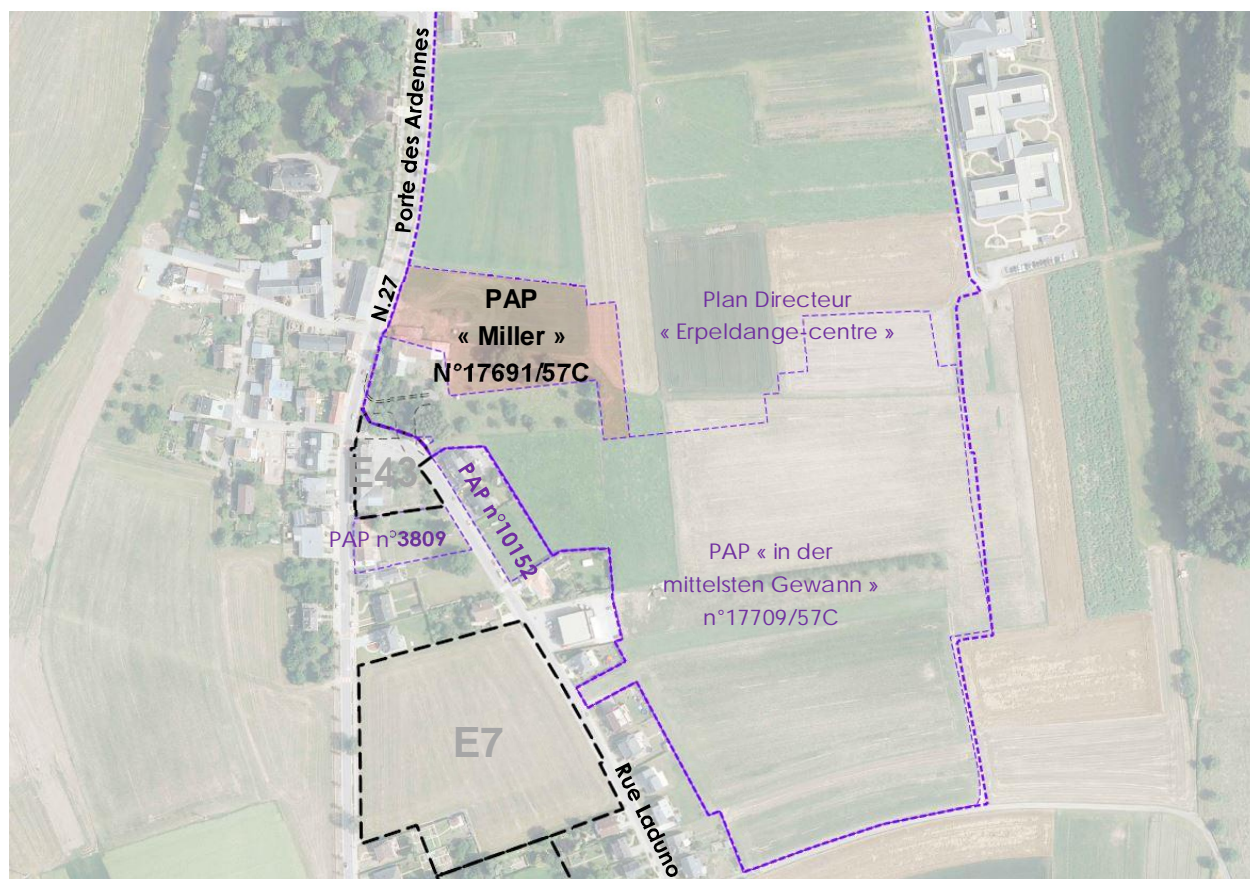 Porte des Ardennes
N.27
PAP
« Miller »
N°17691/57C
Plan Directeur
« Erpeldange-centre »
E43
PAP n°10152
PAP n°3809
PAP « in der
mittelsten Gewann »
n°17709/57C
E7
Rue Laduno